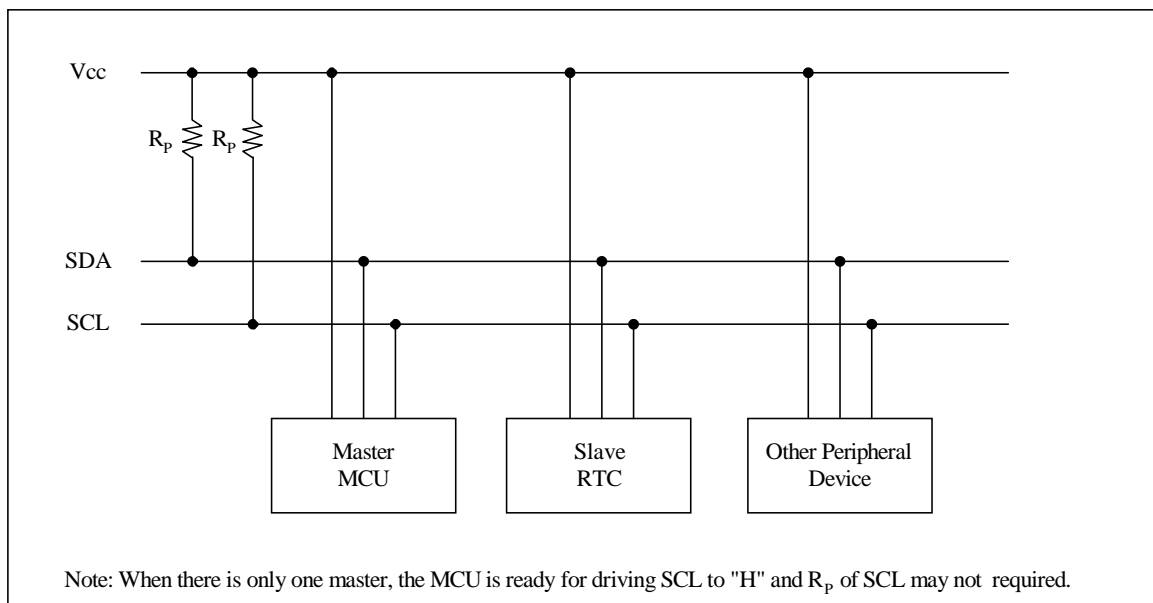 Vcc
R_P R_P
SDA
SCL
Master
MCU
Slave
RTC
Other Peripheral
Device
Note: When there is only one master, the MCU is ready for driving SCL to "H" and R_P of SCL may not required.